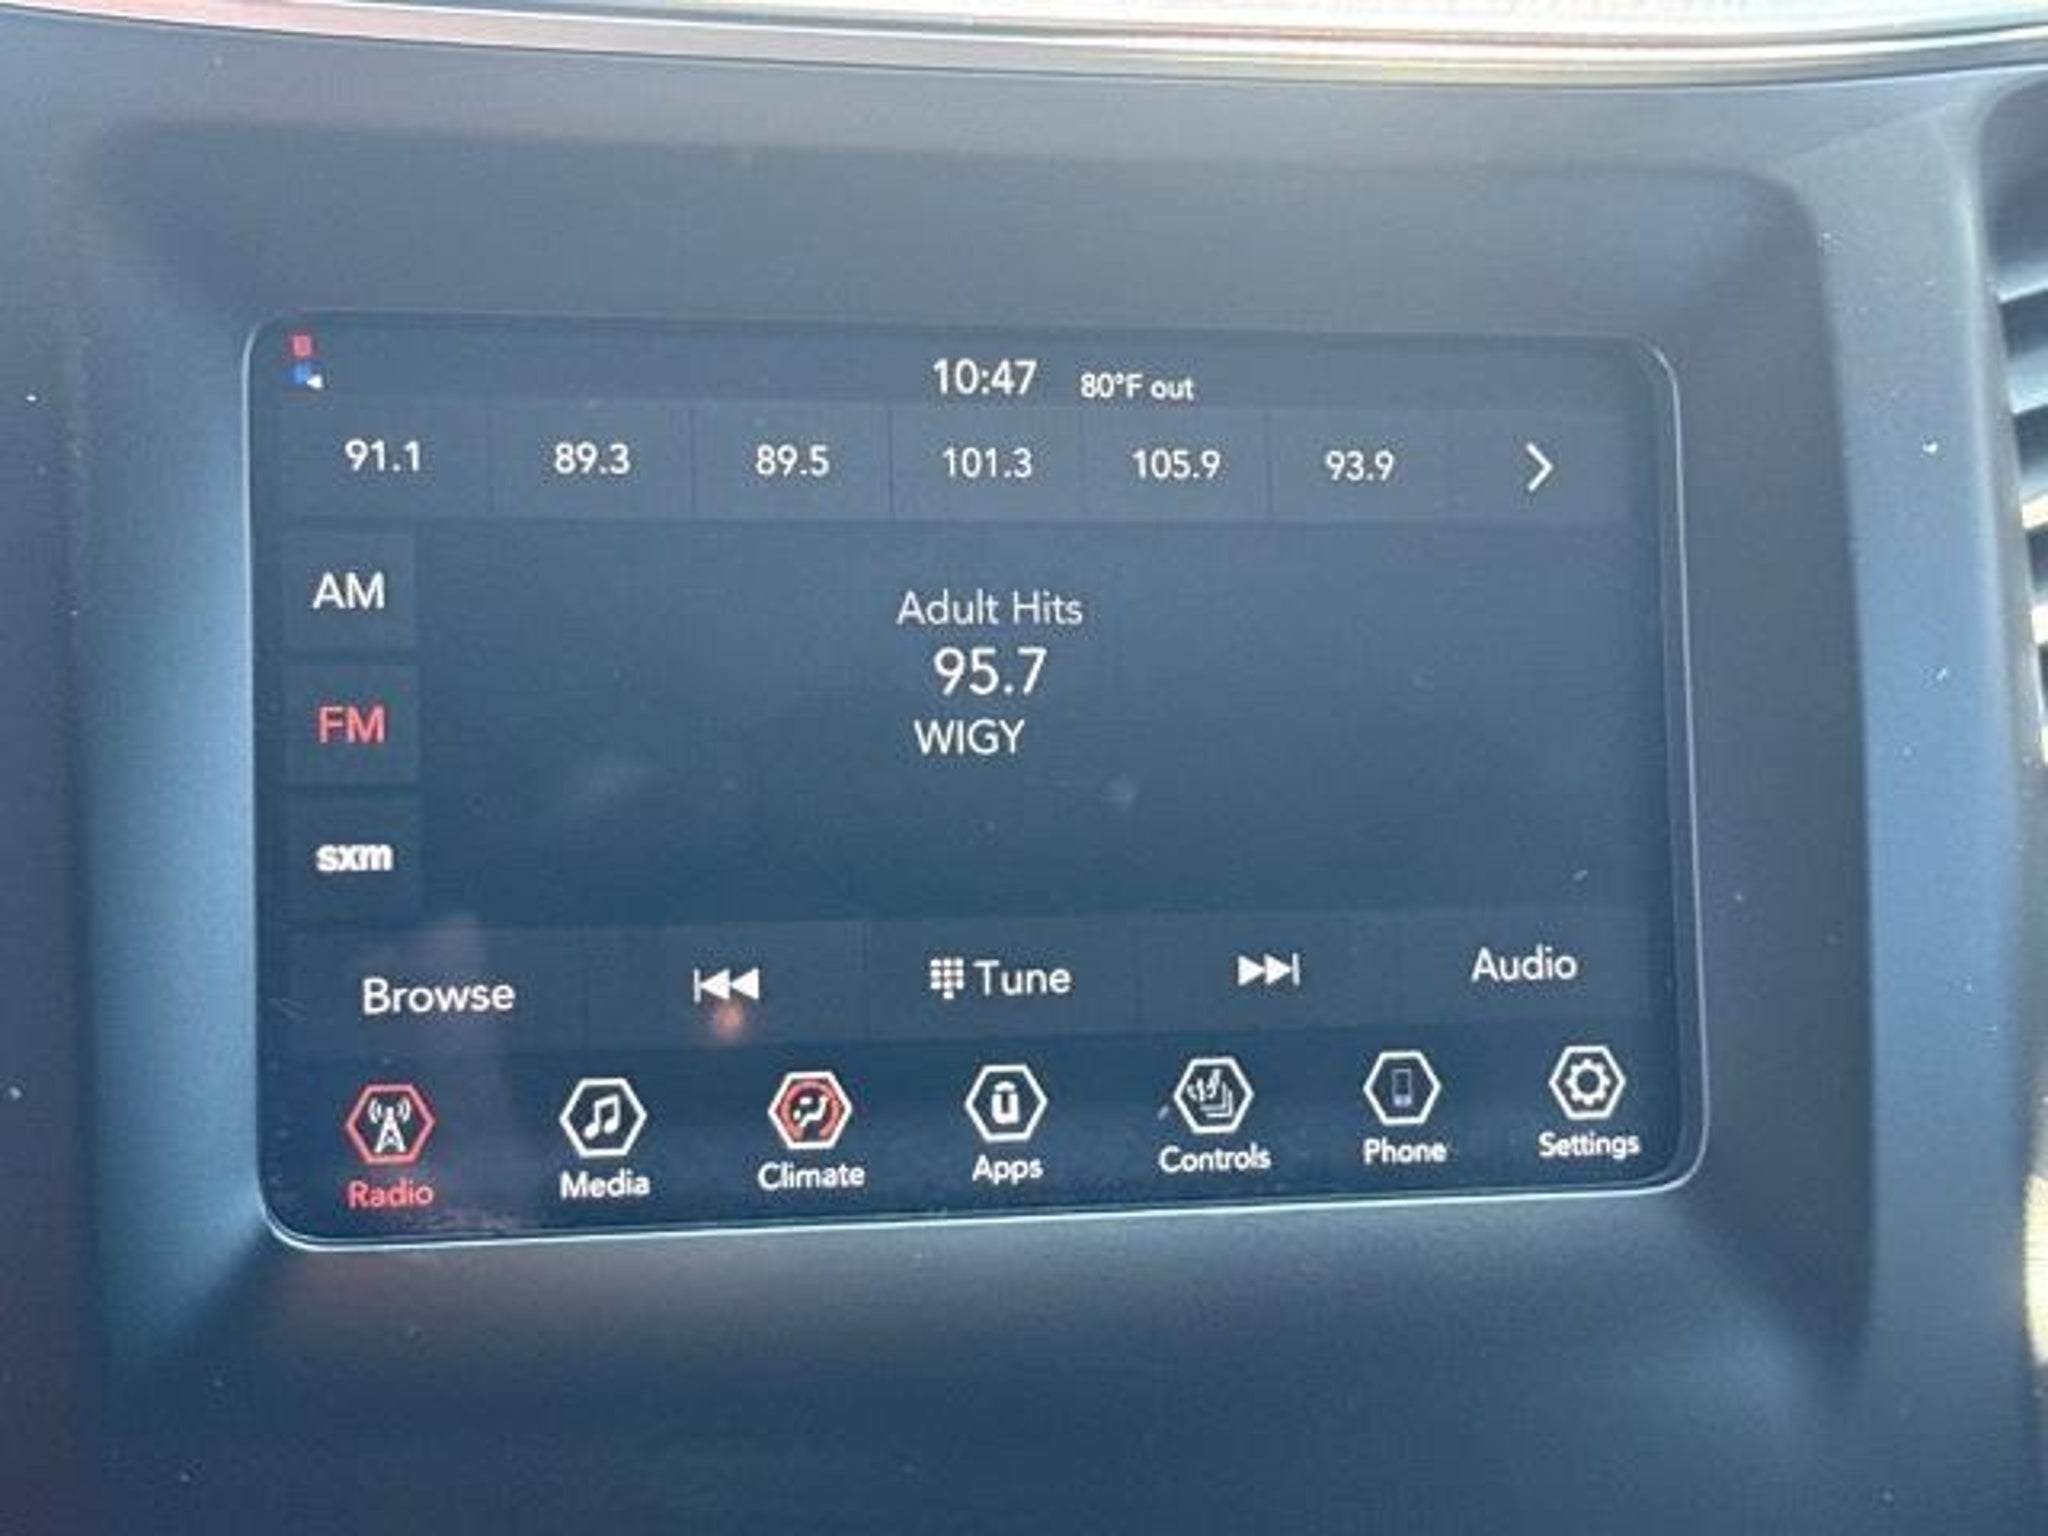 10:47 80°F out
91.1 89.3 89.5 101.3 105.9 93.9
AM
Adult Hits
95.7
FM
WIGY
sxm
Browse Tune Audio
Radio Media Climate Apps Controls Phone Settings